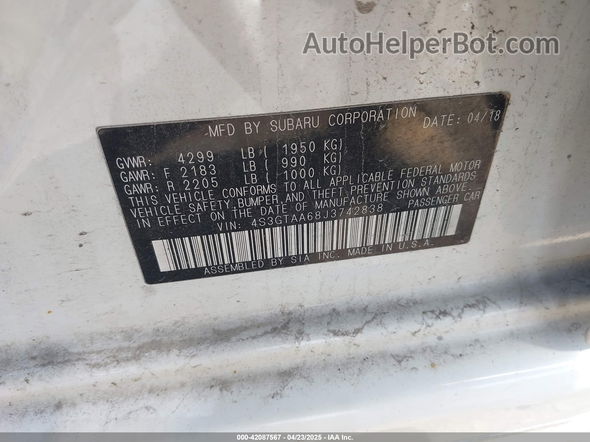 AutoHelperBot.com
MFD BY SUBARU CORPORATION DATE: 04/18
GVWR: 4299 LB( 1950 KG)
GAWR: F 2183 LB( 990 KG)
GAWR: R 2205 LB( 1000 KG)
THIS VEHICLE CONFORMS TO ALL APPLICABLE FEDERAL MOTOR
VEHICLE SAFETY, BUMPER, AND THEFT PREVENTION STANDARDS
IN EFFECT ON THE DATE OF MANUFACTURE SHOWN ABOVE.
VIN: 4S3GTAA68J3742838 PASSENGER CAR
ASSEMBLED BY SIA INC. MADE IN U.S.A.
000-42087567 - 04/23/2025 - IAA Inc.